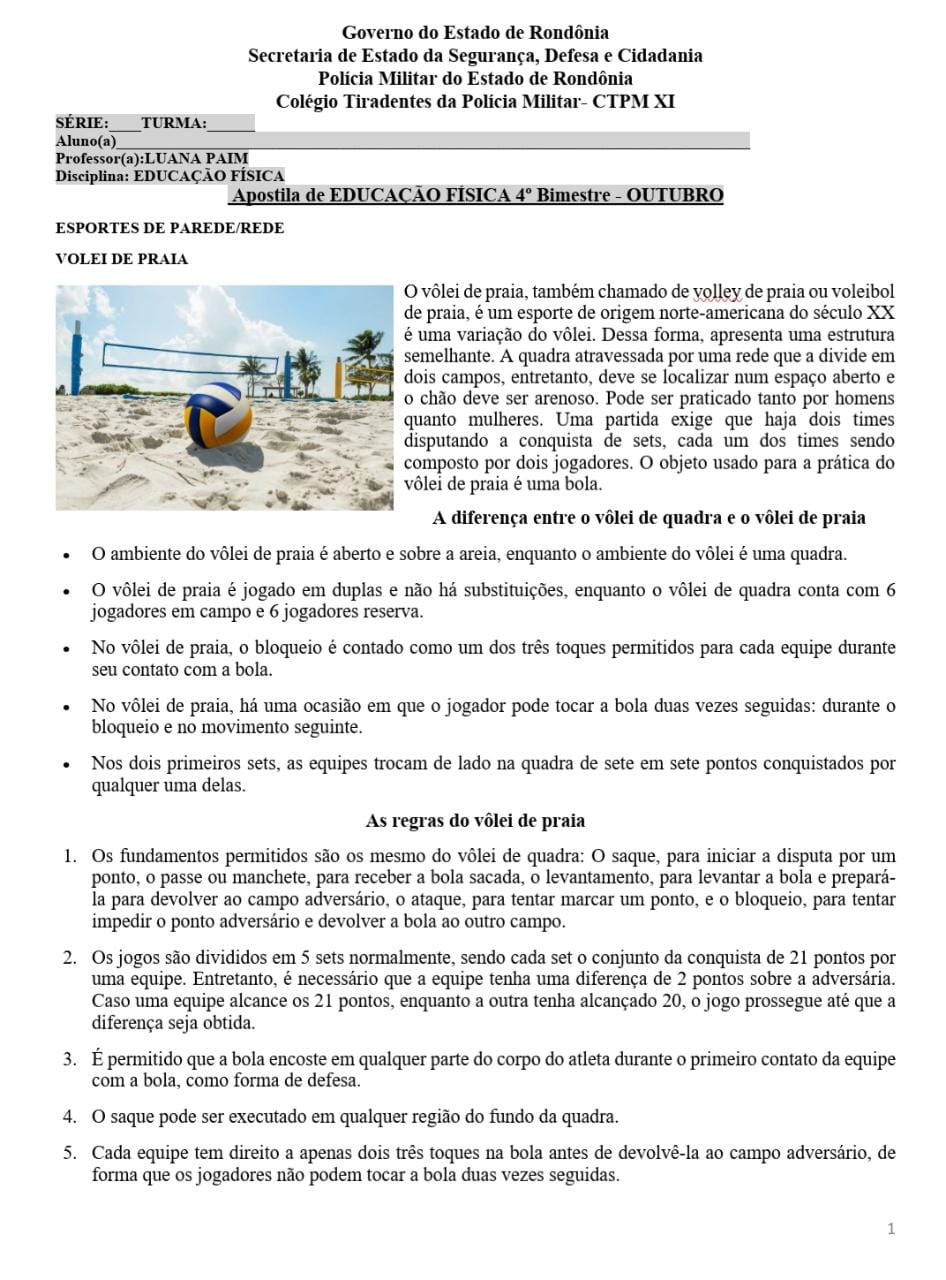 Governo do Estado de Rondônia
Secretaria de Estado da Segurança, Defesa e Cidadania
Polícia Militar do Estado de Rondônia
Colégio Tiradentes da Polícia Militar- CTPM XI
SÉRIE:____TURMA:______
Aluno(a)________________________________________________________________________________
Professor(a):LUANA PAIM
Disciplina: EDUCAÇÃO FÍSICA
Apostila de EDUCAÇÃO FÍSICA 4º Bimestre - OUTUBRO
ESPORTES DE PAREDE/REDE
VOLEI DE PRAIA
O vôlei de praia, também chamado de volley de praia ou voleibol
de praia, é um esporte de origem norte-americana do século XX
é uma variação do vôlei. Dessa forma, apresenta uma estrutura
semelhante. A quadra atravessada por uma rede que a divide em
dois campos, entretanto, deve se localizar num espaço aberto e
o chão deve ser arenoso. Pode ser praticado tanto por homens
quanto mulheres. Uma partida exige que haja dois times
disputando a conquista de sets, cada um dos times sendo
composto por dois jogadores. O objeto usado para a prática do
vôlei de praia é uma bola.
A diferença entre o vôlei de quadra e o vôlei de praia
• O ambiente do vôlei de praia é aberto e sobre a areia, enquanto o ambiente do vôlei é uma quadra.
• O vôlei de praia é jogado em duplas e não há substituições, enquanto o vôlei de quadra conta com 6
jogadores em campo e 6 jogadores reserva.
• No vôlei de praia, o bloqueio é contado como um dos três toques permitidos para cada equipe durante
seu contato com a bola.
• No vôlei de praia, há uma ocasião em que o jogador pode tocar a bola duas vezes seguidas: durante o
bloqueio e no movimento seguinte.
• Nos dois primeiros sets, as equipes trocam de lado na quadra de sete em sete pontos conquistados por
qualquer uma delas.
As regras do vôlei de praia
1. Os fundamentos permitidos são os mesmo do vôlei de quadra: O saque, para iniciar a disputa por um
ponto, o passe ou manchete, para receber a bola sacada, o levantamento, para levantar a bola e prepará-
la para devolver ao campo adversário, o ataque, para tentar marcar um ponto, e o bloqueio, para tentar
impedir o ponto adversário e devolver a bola ao outro campo.
2. Os jogos são divididos em 5 sets normalmente, sendo cada set o conjunto da conquista de 21 pontos por
uma equipe. Entretanto, é necessário que a equipe tenha uma diferença de 2 pontos sobre a adversária.
Caso uma equipe alcance os 21 pontos, enquanto a outra tenha alcançado 20, o jogo prossegue até que a
diferença seja obtida.
3. É permitido que a bola encoste em qualquer parte do corpo do atleta durante o primeiro contato da equipe
com a bola, como forma de defesa.
4. O saque pode ser executado em qualquer região do fundo da quadra.
5. Cada equipe tem direito a apenas dois três toques na bola antes de devolvê-la ao campo adversário, de
forma que os jogadores não podem tocar a bola duas vezes seguidas.
1